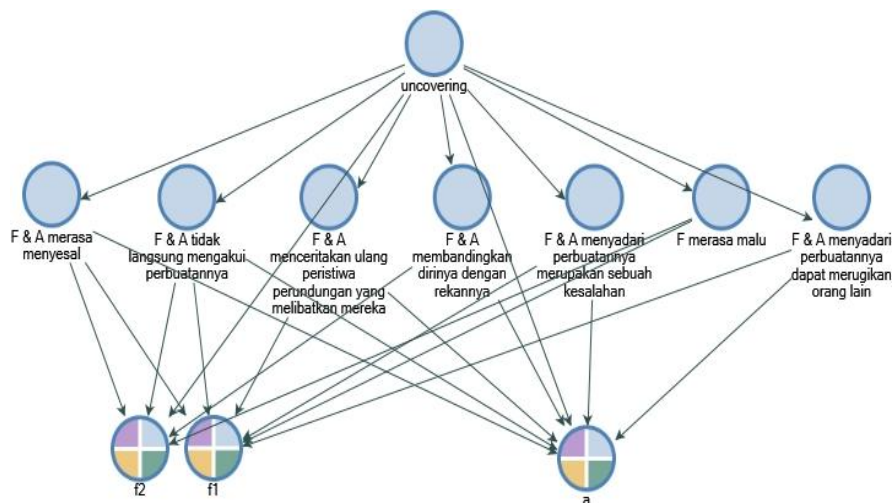 uncovering
F & A merasa
menyesal
F & A tidak
langsung mengakui
perbuatannya
F & A
menceritakan ulang
peristiwa
perundungan yang
melibatkan mereka
F & A
membandingkan
dirinya dengan
rekannya
F & A menyadari
perbuatannya
merupakan sebuah
kesalahan
F merasa malu
F & A menyadari
perbuatannya
dapat merugikan
orang lain
f2
f1
a